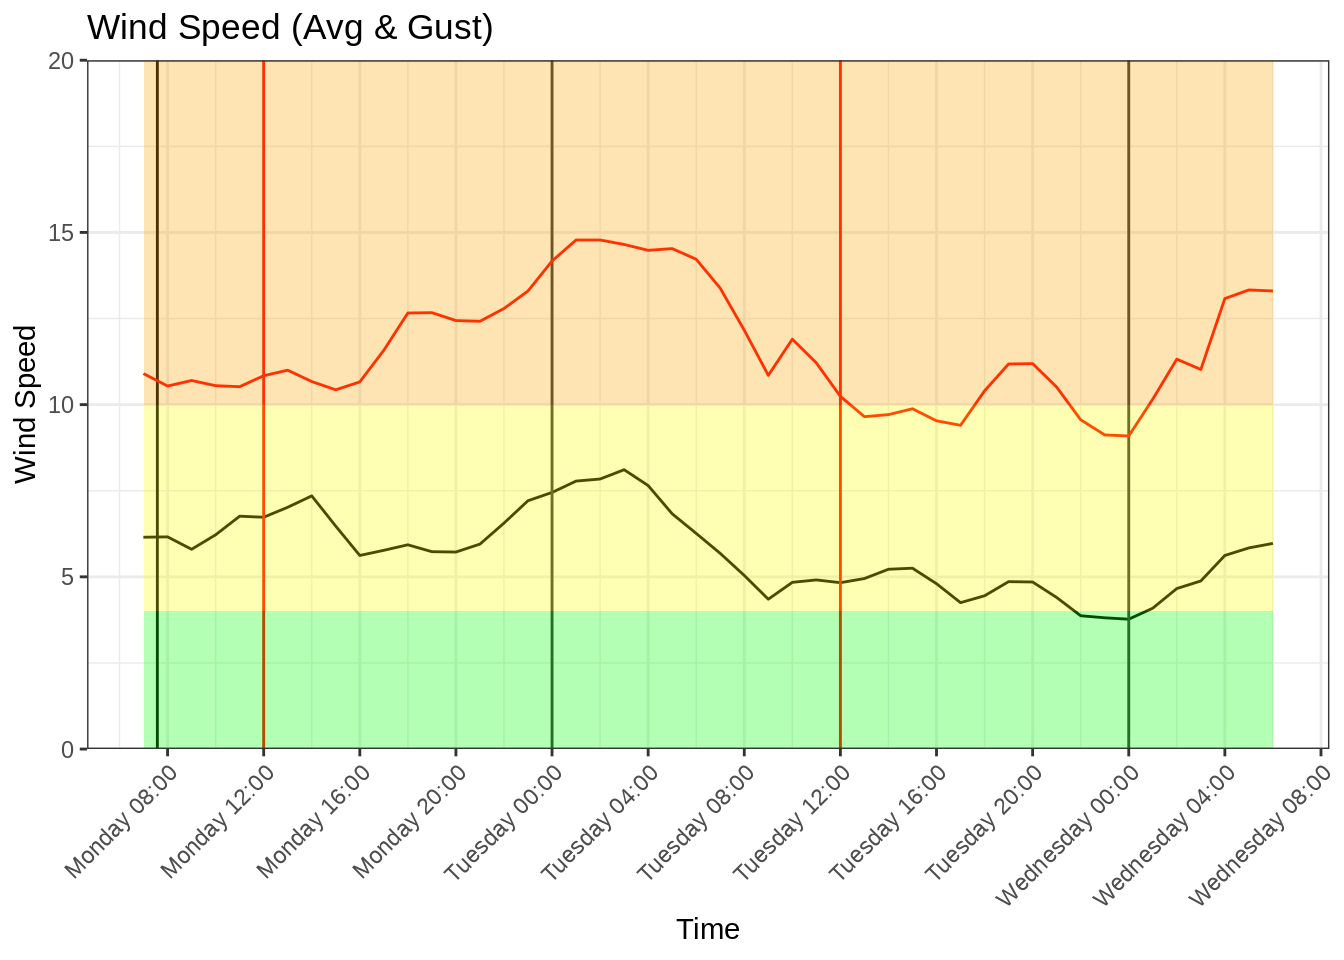 Wind Speed (Avg & Gust)
20
15
10
5
0
Wind Speed
Monday 08:00
Monday 12:00
Monday 16:00
Monday 20:00
Tuesday 00:00
Tuesday 04:00
Tuesday 08:00
Tuesday 12:00
Tuesday 16:00
Tuesday 20:00
Wednesday 00:00
Wednesday 04:00
Wednesday 08:00
Time